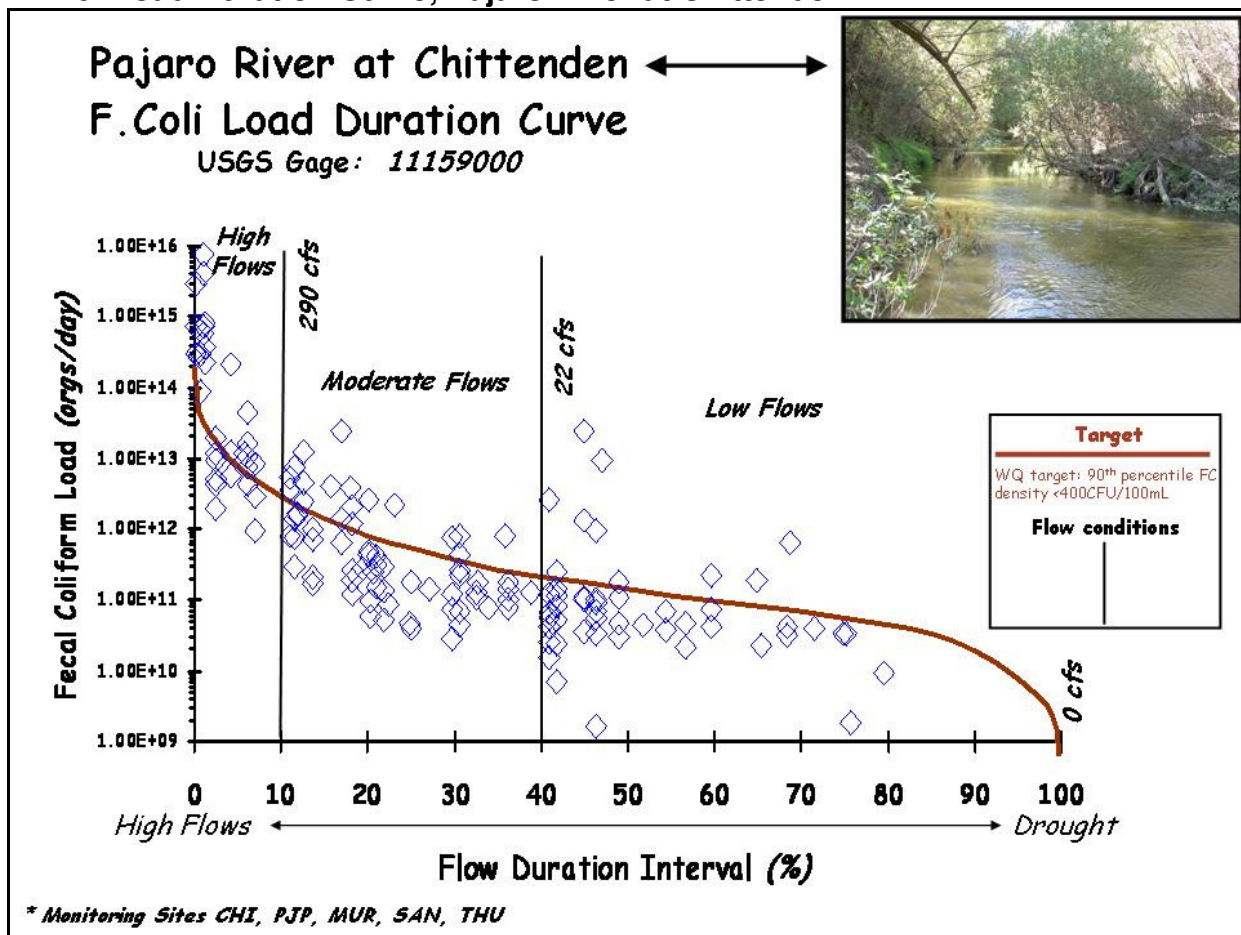 Pajaro River at Chittenden
F.Coli Load Duration Curve
USGS Gage: 11159000
High
Flows
290 cfs
Moderate Flows
22 cfs
Low Flows
0 cfs
Fecal Coliform Load (orgs/day)
1.00E+16
1.00E+15
1.00E+14
1.00E+13
1.00E+12
1.00E+11
1.00E+10
1.00E+09
Target
WQ target: 90th percentile FC
density <400CFU/100mL
Flow conditions
0 10 20 30 40 50 60 70 80 90 100
High Flows Drought
Flow Duration Interval (%)
* Monitoring Sites CHI, PJP, MUR, SAN, THU